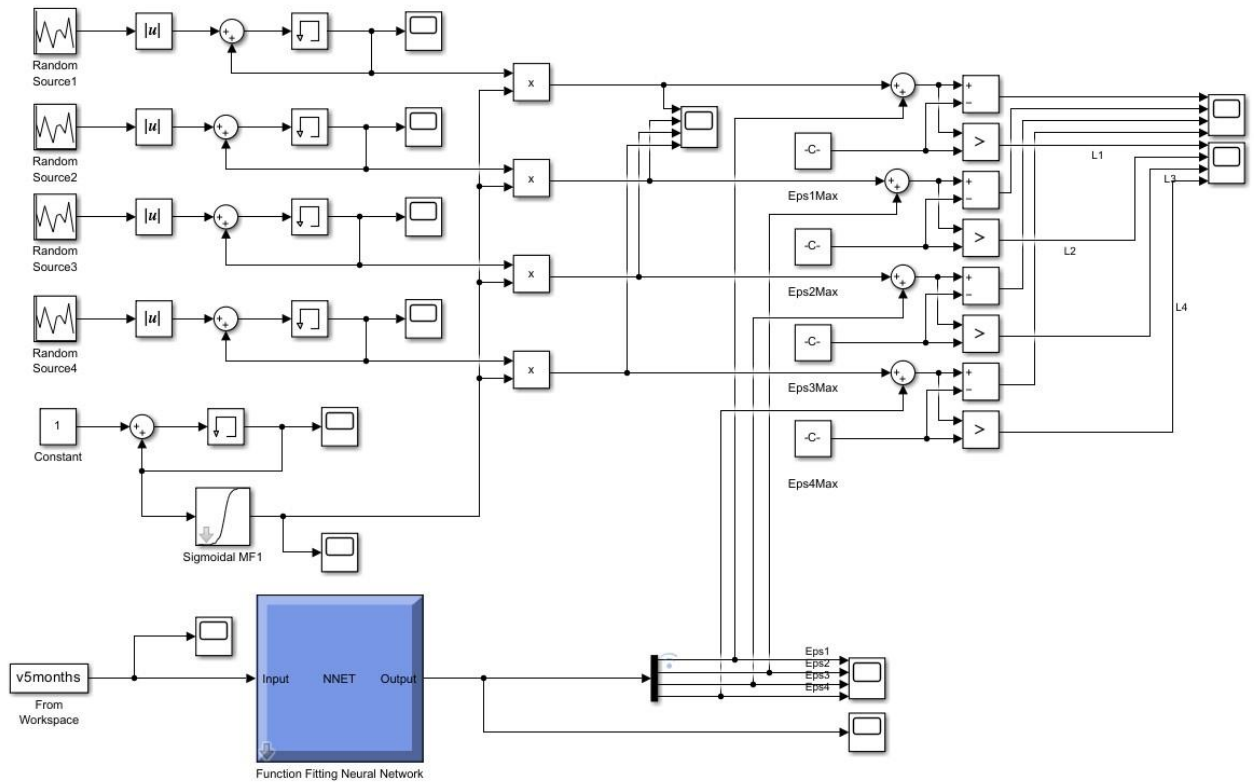 |u|
Random
Source1
|u|
Random
Source2
|u|
Random
Source3
|u|
Random
Source4
x
x
x
x
1
Constant
Sigmoidal MF1
-C-
Eps1Max
-C-
Eps2Max
-C-
Eps3Max
-C-
Eps4Max
>
>
>
>
L1
L3
L2
L4
v5months
From
Workspace
Input
NNET
Output
Function Fitting Neural Network
Eps1
Eps2
Eps3
Eps4